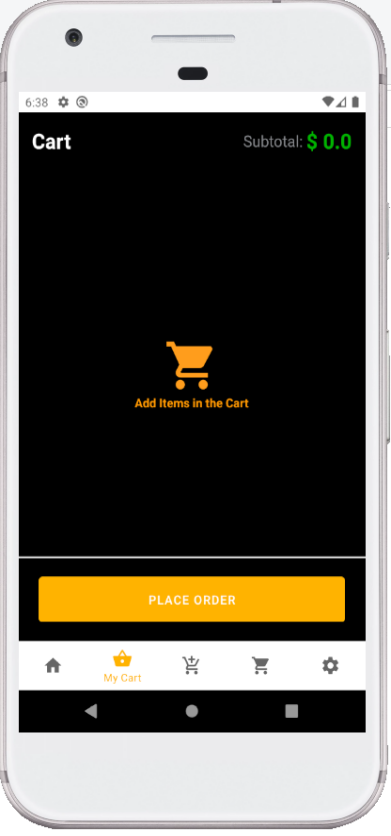 6:38
Cart
Subtotal: $ 0.0
Add Items in the Cart
PLACE ORDER
My Cart